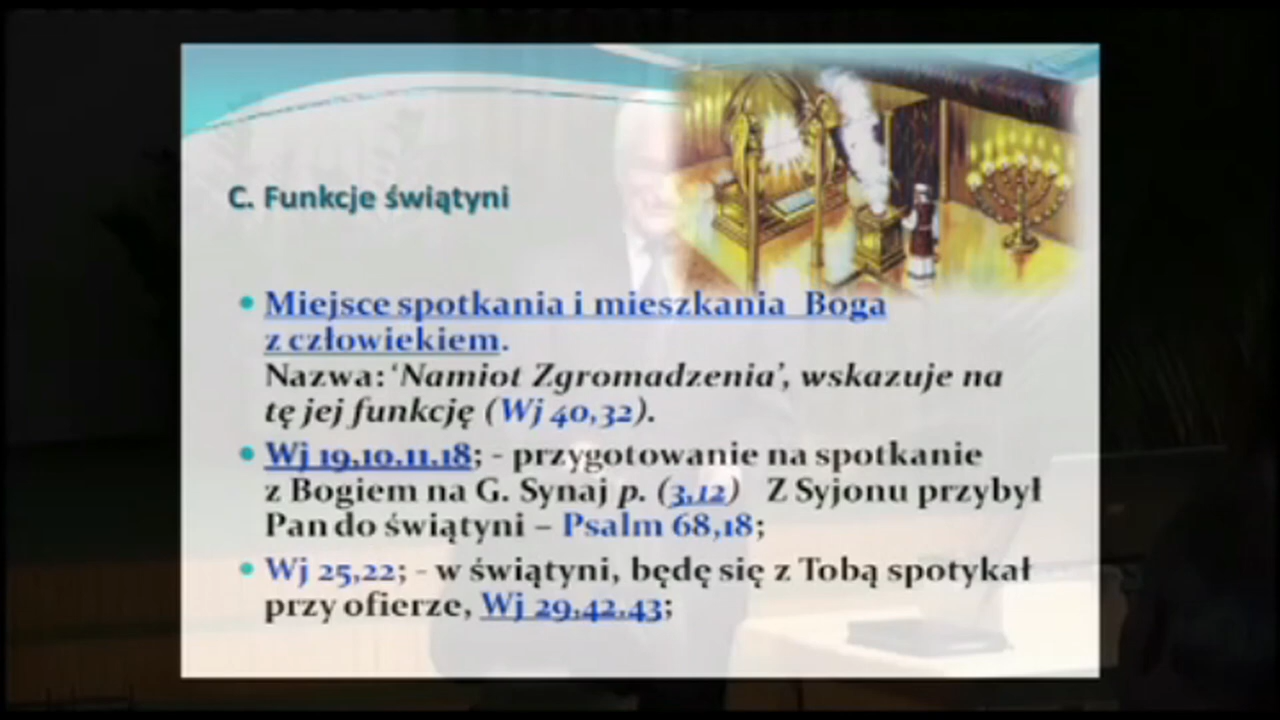 C. Funkcje świątyni
• Miejsce spotkania i mieszkania Boga
z człowiekiem.
Nazwa: ‘Namiot Zgromadzenia’, wskazuje na
tę jej funkcję (Wj 40,32).
• Wj 19,10.11.18; - przygotowanie na spotkanie
z Bogiem na G. Synaj p. (3,12) Z Syjonu przybył
Pan do świątyni – Psalm 68,18;
• Wj 25,22; - w świątyni, będę się z Tobą spotykał
przy ofierze, Wj 29,42.43;